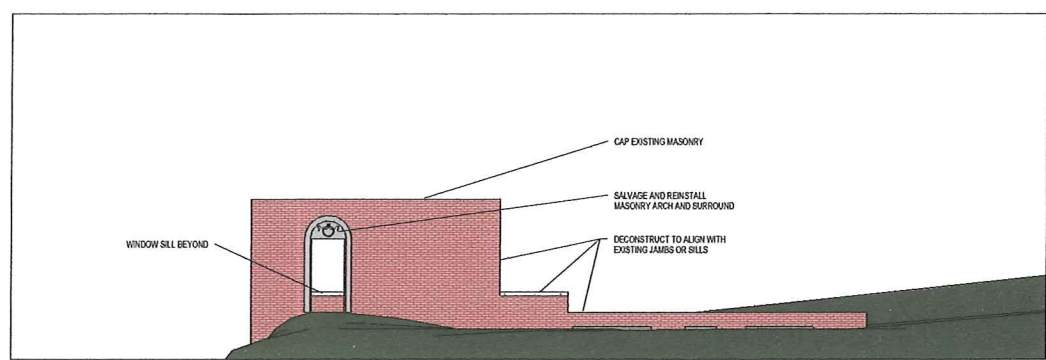 CAP EXISTING MASONRY
SALVAGE AND REINSTALL
MASONRY ARCH AND SURROUND
WINDOW SILL BEYOND
DECONSTRUCT TO ALIGN WITH
EXISTING JAMBS OR SILLS